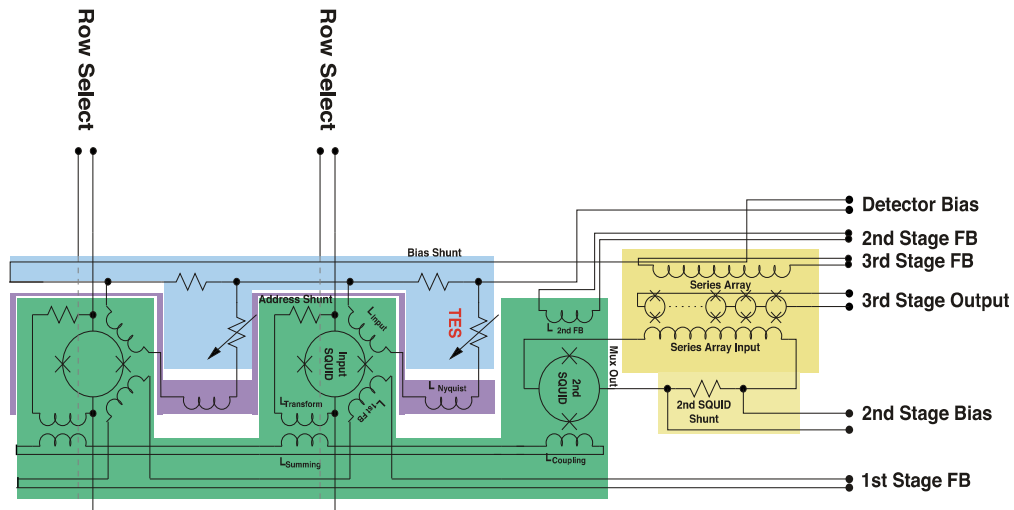 Row Select
Row Select
Detector Bias
2nd Stage FB
3rd Stage FB
3rd Stage Output
2nd Stage Bias
1st Stage FB
Bias Shunt
Address Shunt
TES
L Input
Input
SQUID
L Nyquist
L Transform
L 1st FB
L Summing
L 2nd FB
2nd
SQUID
Mux Out
L Coupling
Series Array
Series Array Input
2nd SQUID
Shunt